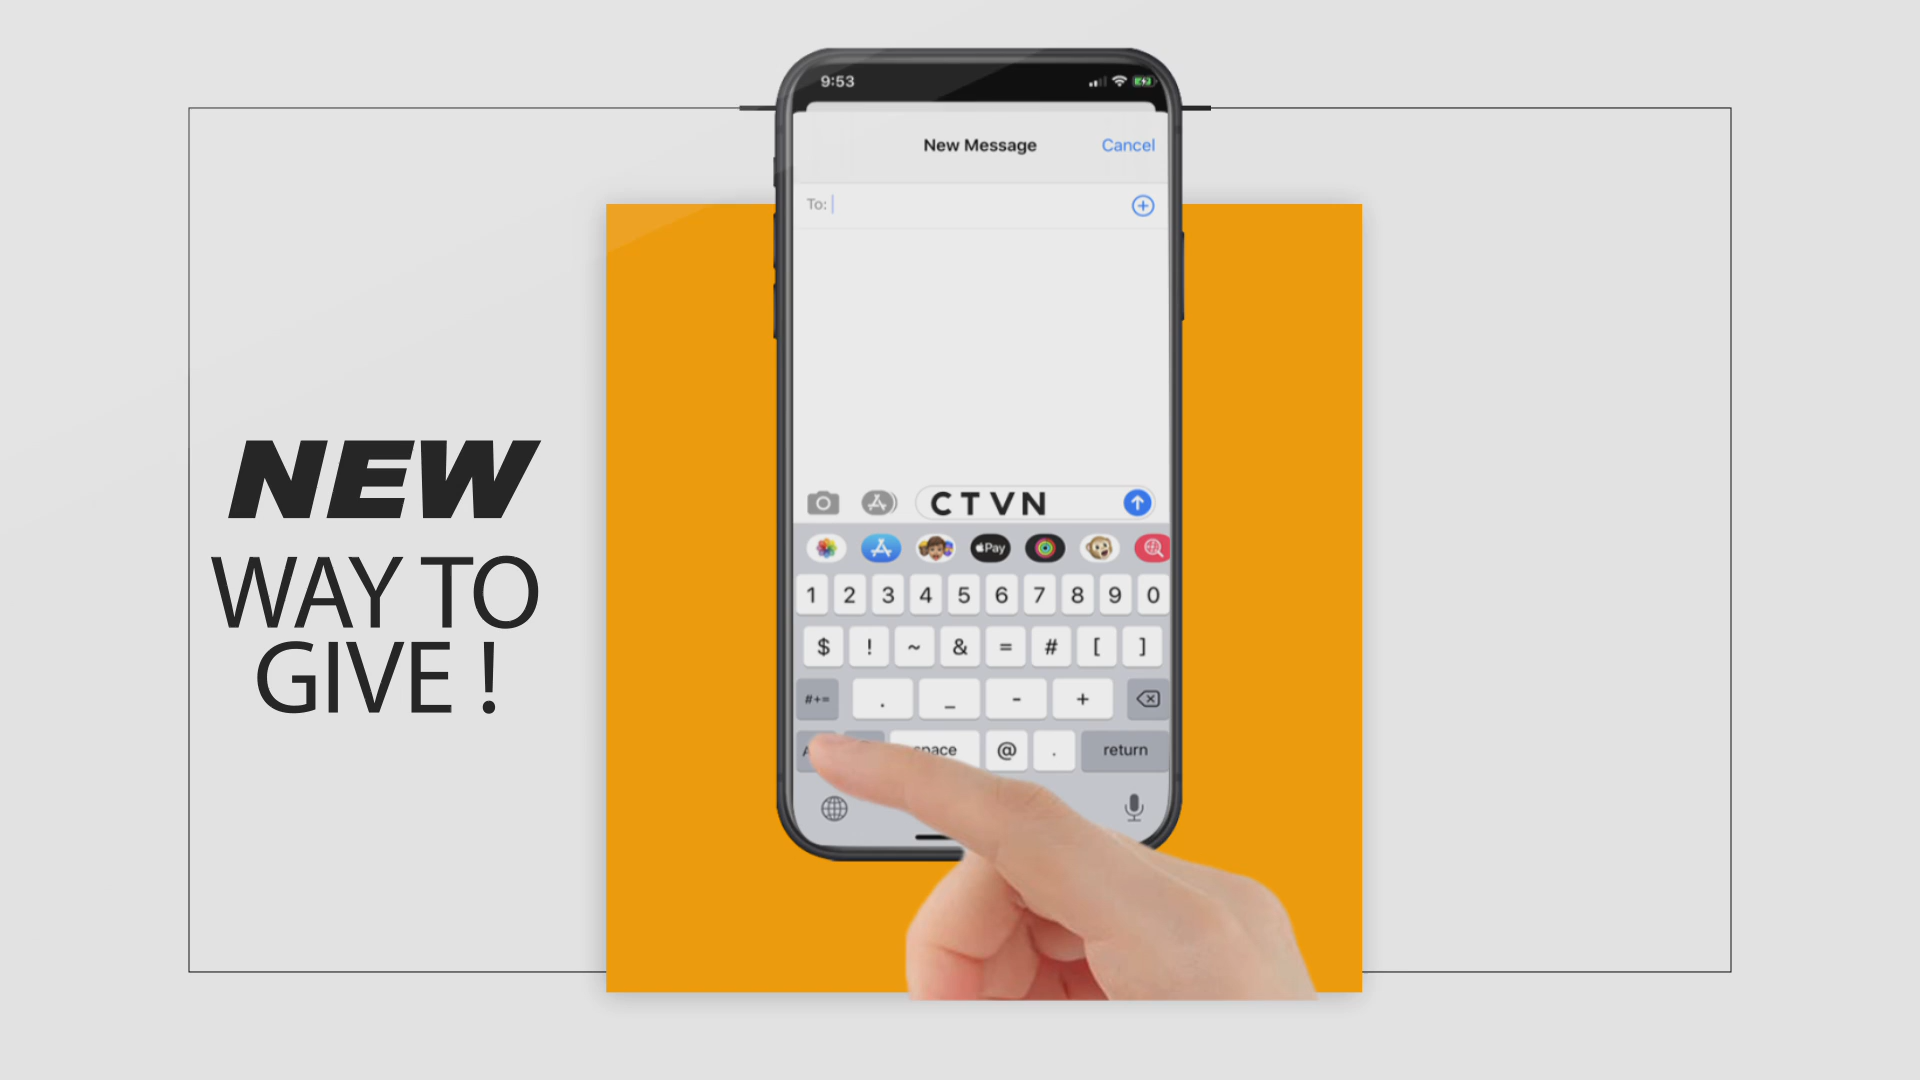 9:53
New Message
Cancel
To:
CTVN
Pay
1 2 3 4 5 6 7 8 9 0
$ ! ~ & = # [ ]
#+= . _ - +
space @ . return
NEW
WAY TO
GIVE !